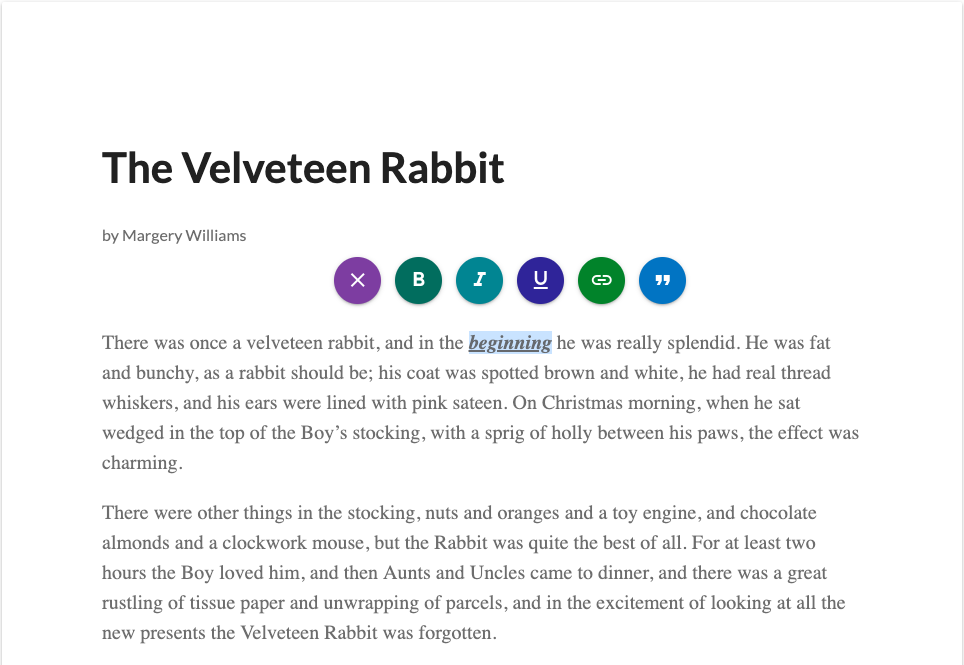 The Velveteen Rabbit
by Margery Williams
B I U
There was once a velveteen rabbit, and in the beginning he was really splendid. He was fat
and bunchy, as a rabbit should be; his coat was spotted brown and white, he had real thread
whiskers, and his ears were lined with pink sateen. On Christmas morning, when he sat
wedged in the top of the Boy’s stocking, with a sprig of holly between his paws, the effect was
charming.
There were other things in the stocking, nuts and oranges and a toy engine, and chocolate
almonds and a clockwork mouse, but the Rabbit was quite the best of all. For at least two
hours the Boy loved him, and then Aunts and Uncles came to dinner, and there was a great
rustling of tissue paper and unwrapping of parcels, and in the excitement of looking at all the
new presents the Velveteen Rabbit was forgotten.